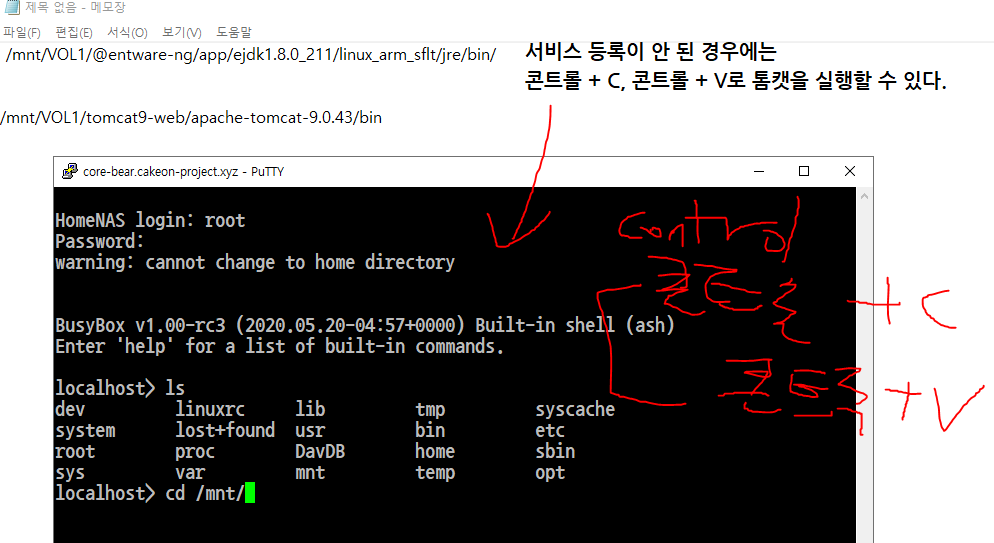 제목 없음 - 메모장
파일(F) 편집(E) 서식(O) 보기(V) 도움말
/mnt/VOL1/@entware-ng/app/ejdk1.8.0_211/linux_arm_sflt/jre/bin/
서비스 등록이 안 된 경우에는
콘트롤 + C, 콘트롤 + V로 톰캣을 실행할 수 있다.
/mnt/VOL1/tomcat9-web/apache-tomcat-9.0.43/bin
core-bear.cakeon-project.xyz - PuTTY
HomeNAS login: root
Password:
warning: cannot change to home directory
control
콘트롤 + C
BusyBox v1.00-rc3 (2020.05.20-04:57+0000) Built-in shell (ash)
Enter 'help' for a list of built-in commands.
콘트롤 + V
localhost> ls
dev linuxrc lib tmp syscache
system lost+found usr bin etc
root proc DavDB home sbin
sys var mnt temp opt
localhost> cd /mnt/